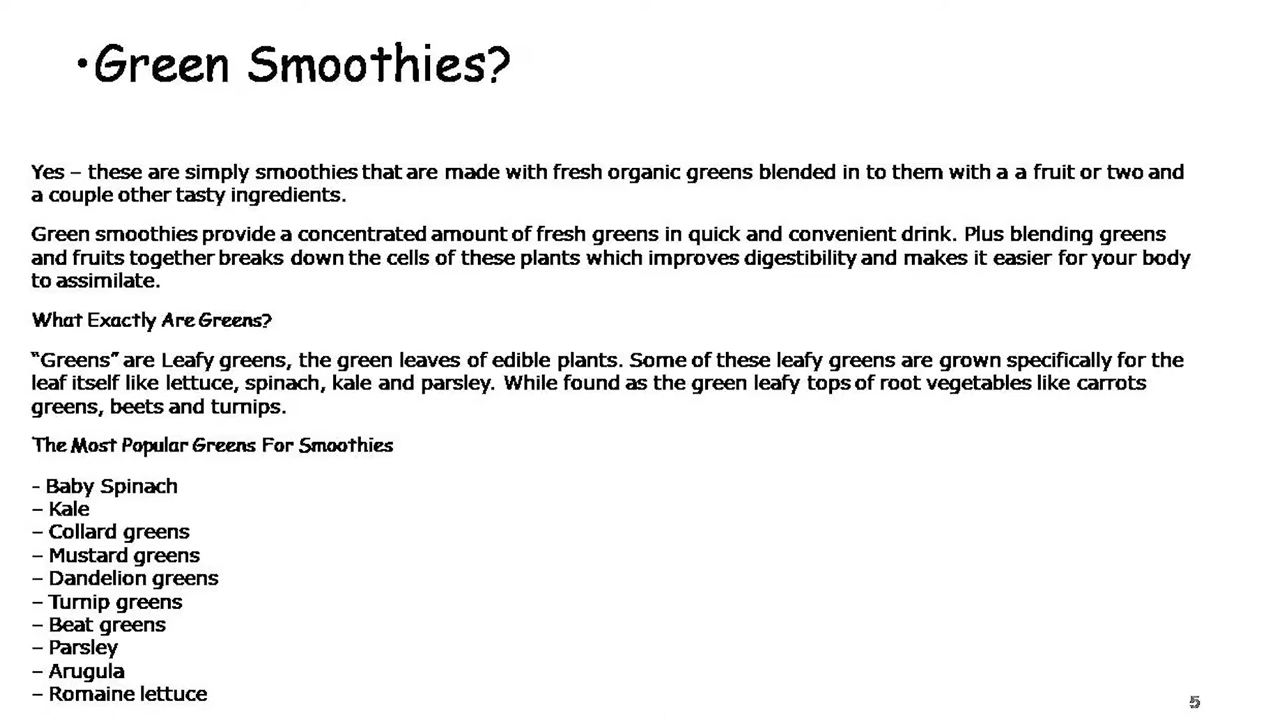 •Green Smoothies?
Yes – these are simply smoothies that are made with fresh organic greens blended in to them with a a fruit or two and
a couple other tasty ingredients.
Green smoothies provide a concentrated amount of fresh greens in quick and convenient drink. Plus blending greens
and fruits together breaks down the cells of these plants which improves digestibility and makes it easier for your body
to assimilate.
What Exactly Are Greens?
“Greens” are Leafy greens, the green leaves of edible plants. Some of these leafy greens are grown specifically for the
leaf itself like lettuce, spinach, kale and parsley. While found as the green leafy tops of root vegetables like carrots
greens, beets and turnips.
The Most Popular Greens For Smoothies
- Baby Spinach
– Kale
– Collard greens
– Mustard greens
– Dandelion greens
– Turnip greens
– Beat greens
– Parsley
– Arugula
– Romaine lettuce
5